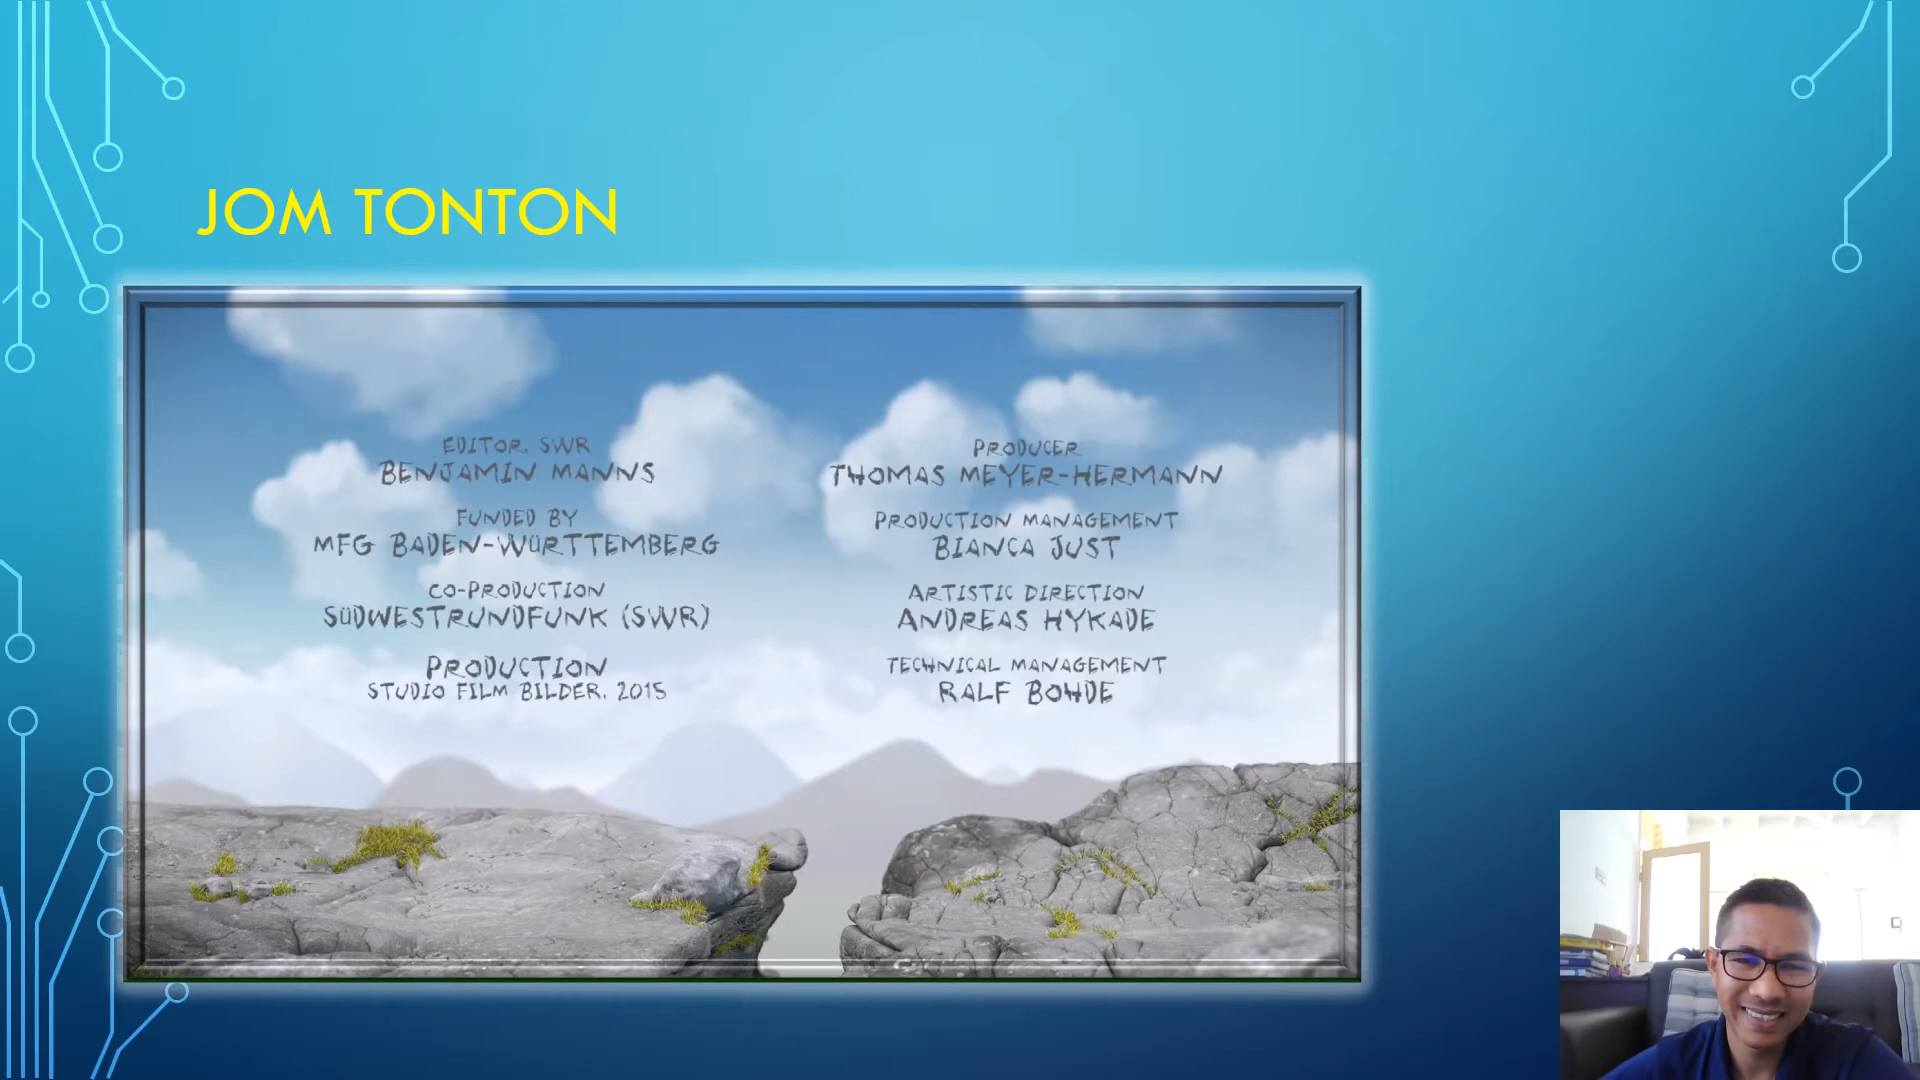 JOM TONTON
EDITOR, SWR
BENJAMIN MANNS
FUNDED BY
MFG BADEN-WÜRTTEMBERG
CO-PRODUCTION
SÜDWESTRUNDFUNK (SWR)
PRODUCTION
STUDIO FILM BILDER, 2015
PRODUCER
THOMAS MEYER-HERMANN
PRODUCTION MANAGEMENT
BIANCA JUST
ARTISTIC DIRECTION
ANDREAS HYKADE
TECHNICAL MANAGEMENT
RALF BOHDE